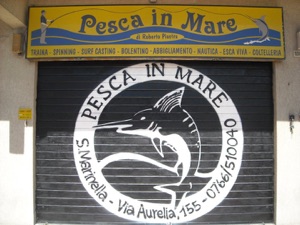 Pesca in Mare
di Roberto Pinetra
TRAINA - SPINNING - SURF CASTING - BOLENTINO - ABBIGLIAMENTO - NAUTICA - ESCA VIVA - COLTELLERIA
PESCA IN MARE
S. Marinella - Via Aurelia, 155 - 0766/510040